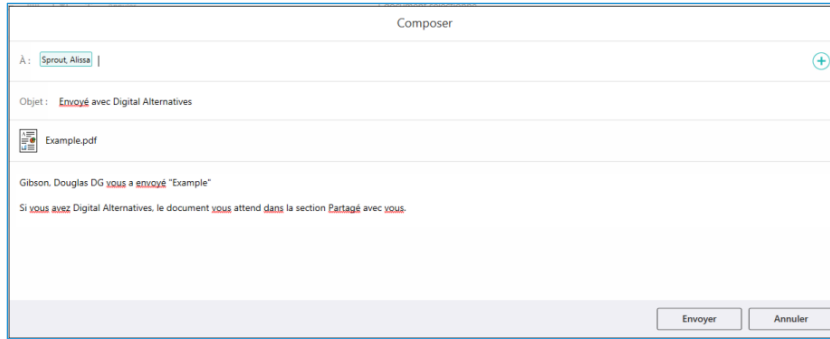 Composer
À : Sprout, Alissa
Objet : Envoyé avec Digital Alternatives
Example.pdf
Gibson, Douglas DG vous a envoyé "Example"
Si vous avez Digital Alternatives, le document vous attend dans la section Partagé avec vous.
Envoyer Annuler